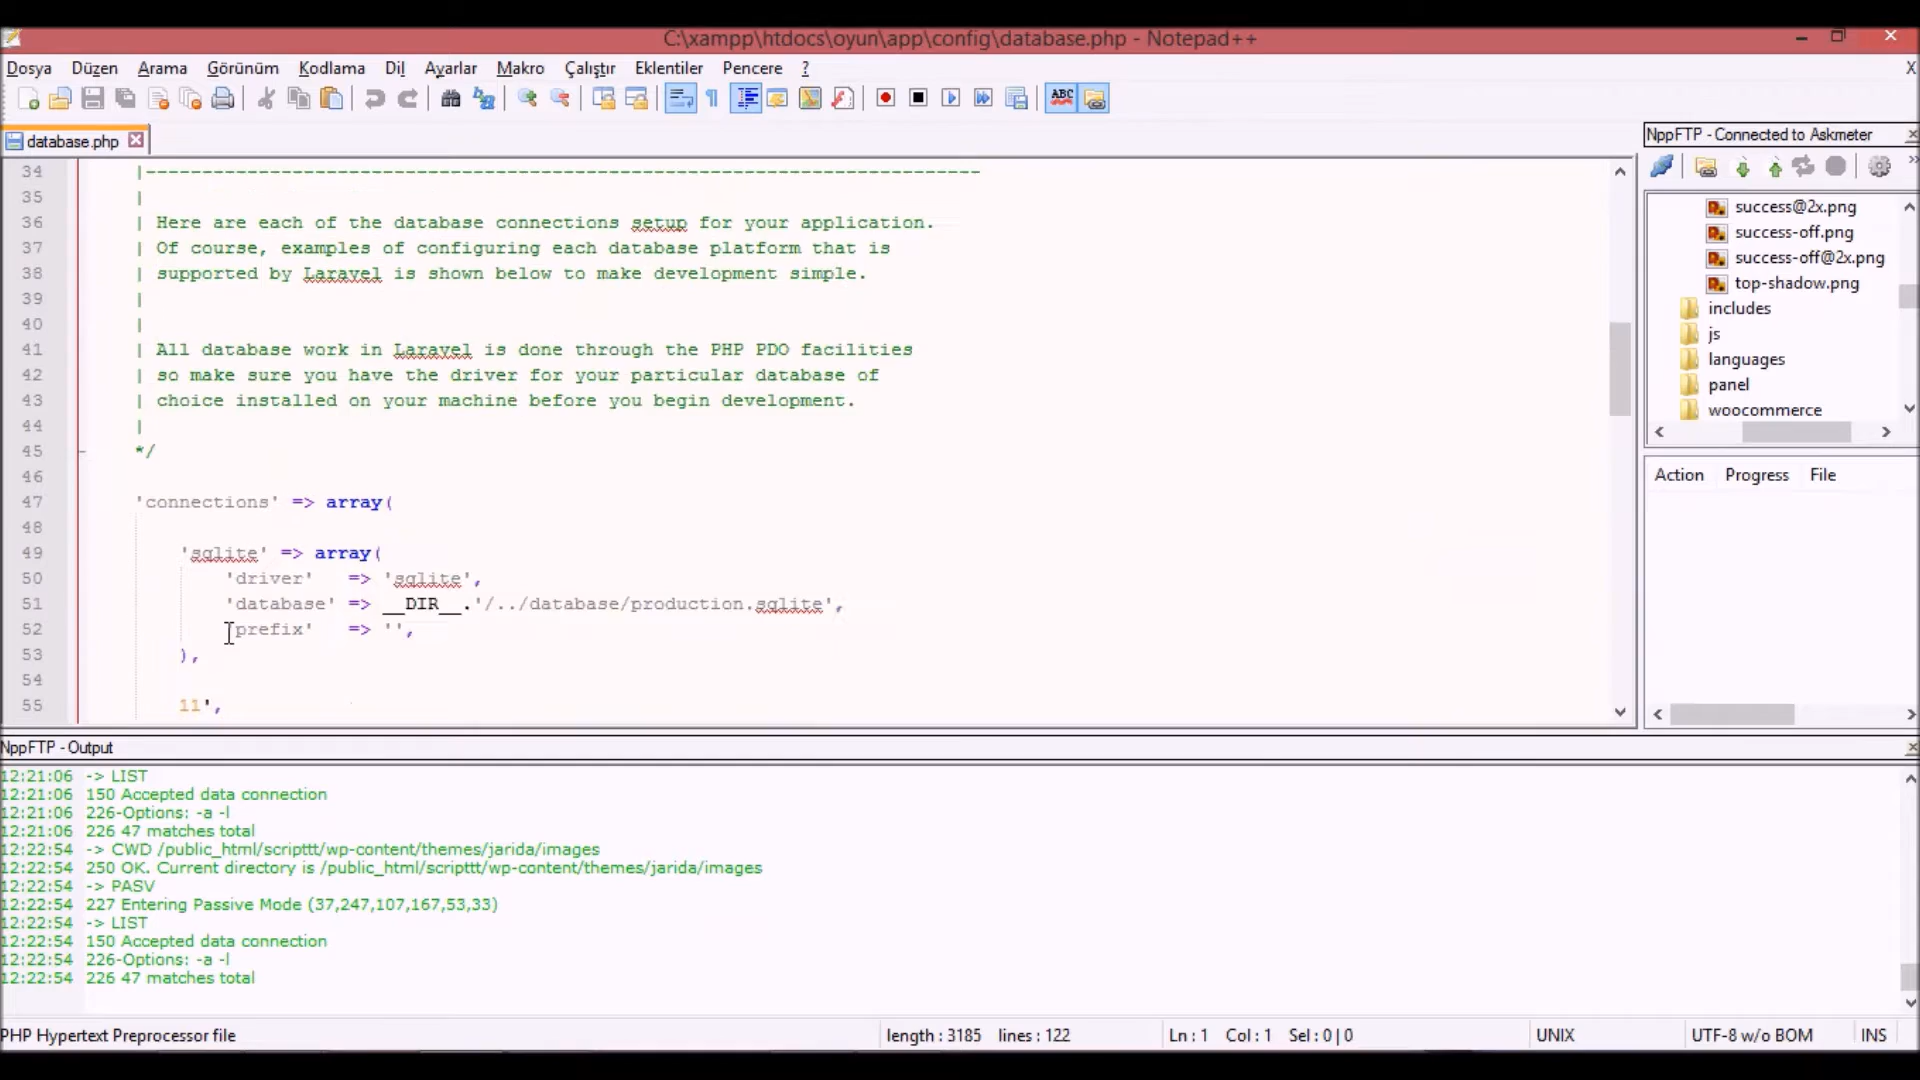 C:\xampp\htdocs\oyun\app\config\database.php - Notepad++
Dosya Düzen Arama Görünüm Kodlama Dil Ayarlar Makro Çalıştır Eklentiler Pencere ? X
ABC
database.php
34 |--------------------------------------------------------------------------
35 |
36 | Here are each of the database connections setup for your application.
37 | Of course, examples of configuring each database platform that is
38 | supported by Laravel is shown below to make development simple.
39 |
40 |
41 | All database work in Laravel is done through the PHP PDO facilities
42 | so make sure you have the driver for your particular database of
43 | choice installed on your machine before you begin development.
44 |
45 */
46
47 'connections' => array(
48
49 'sqlite' => array(
50 'driver' => 'sqlite',
51 'database' => __DIR__.'/../database/production.sqlite',
52 'prefix' => '',
53 ),
54
55 11',
NppFTP - Connected to Askmeter
success@2x.png
success-off.png
success-off@2x.png
top-shadow.png
includes
js
languages
panel
woocommerce
Action Progress File
NppFTP - Output
12:21:06 -> LIST
12:21:06 150 Accepted data connection
12:21:06 226-Options: -a -l
12:21:06 226 47 matches total
12:22:54 -> CWD /public_html/scripttt/wp-content/themes/jarida/images
12:22:54 250 OK. Current directory is /public_html/scripttt/wp-content/themes/jarida/images
12:22:54 -> PASV
12:22:54 227 Entering Passive Mode (37,247,107,167,53,33)
12:22:54 -> LIST
12:22:54 150 Accepted data connection
12:22:54 226-Options: -a -l
12:22:54 226 47 matches total
PHP Hypertext Preprocessor file length : 3185 lines : 122 Ln : 1 Col : 1 Sel : 0 | 0 UNIX UTF-8 w/o BOM INS